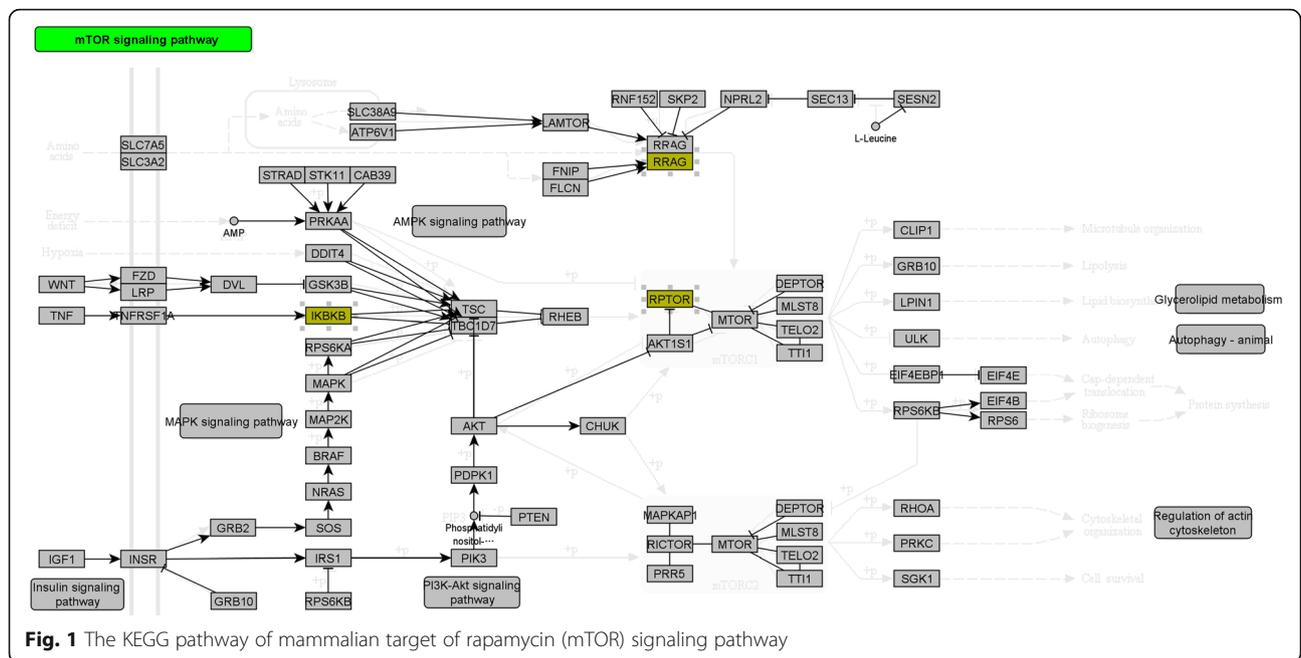 mTOR signaling pathway
Lysosome
Amino
acids
SLC38A9
ATP6V1
LAMTOR
RNF152
SKP2
NPRL2
SEC13
SESN2
L-Leucine
Amino
acids
SLC7A5
SLC3A2
RRAG
RRAG
FNIP
FLCN
STRAD
STK11
CAB39
+p
Energy
deficit
AMP
PRKAA
AMPK signaling pathway
Hypoxia
DDIT4
+p
+p
WNT
FZD
LRP
DVL
GSK3B
TNF
TNFRSF1A
IKBKB
TSC
TBC1D7
RHEB
RPS6KA
+p
MAPK
+p
MAPK signaling pathway
MAP2K
+p
BRAF
NRAS
GRB2
SOS
IGF1
INSR
IRS1
+p
PIK3
Insulin signaling
pathway
GRB10
+p
RPS6KB
PI3K-Akt signaling
pathway
+p
AKT
CHUK
+p
PDPK1
PIP3
Phosphatidyli
nositol-...
-p
PTEN
+p
+p
+p
+p
RPTOR
AKT1S1
MTOR
DEPTOR
MLST8
TELO2
TTI1
mTORC1
MAPKAP1
RICTOR
PRR5
MTOR
DEPTOR
MLST8
TELO2
TTI1
mTORC2
+p
CLIP1
Microtubule organization
+p
GRB10
Lipolysis
+p
LPIN1
Lipid biosynthesis
Glycerolipid metabolism
+p
ULK
Autophagy
Autophagy - animal
+p
EIF4EBP1
EIF4E
Cap-dependent
translocation
+p
RPS6KB
EIF4B
RPS6
Ribosome
biogenesis
Protein systhesis
+p
+p
RHOA
+p
PRKC
Cytoskeletal
organization
Regulation of actin
cytoskeleton
+p
SGK1
Cell survival
Fig. 1 The KEGG pathway of mammalian target of rapamycin (mTOR) signaling pathway